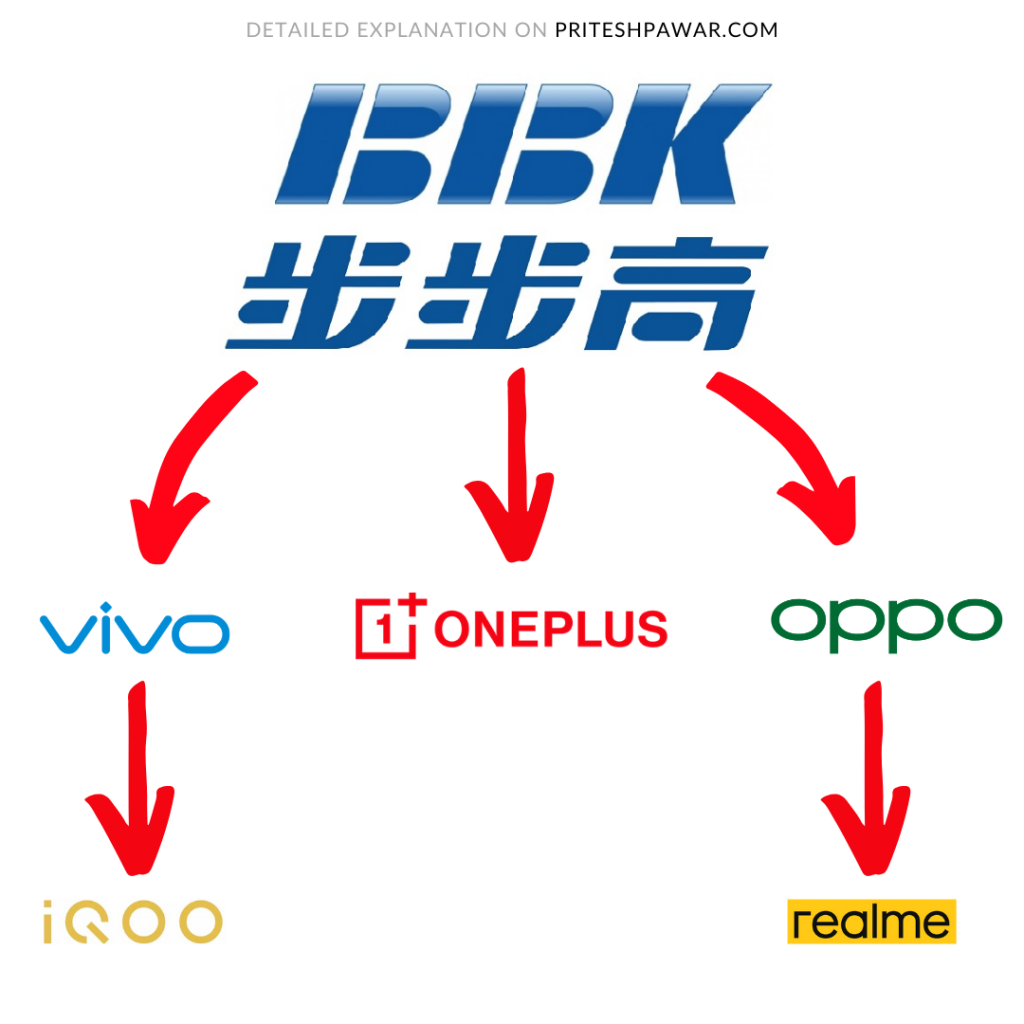 DETAILED EXPLANATION ON PRITESHPAWAR.COM
BBK
步步高
vivo
1+ ONEPLUS
oppo
iQOO
realme